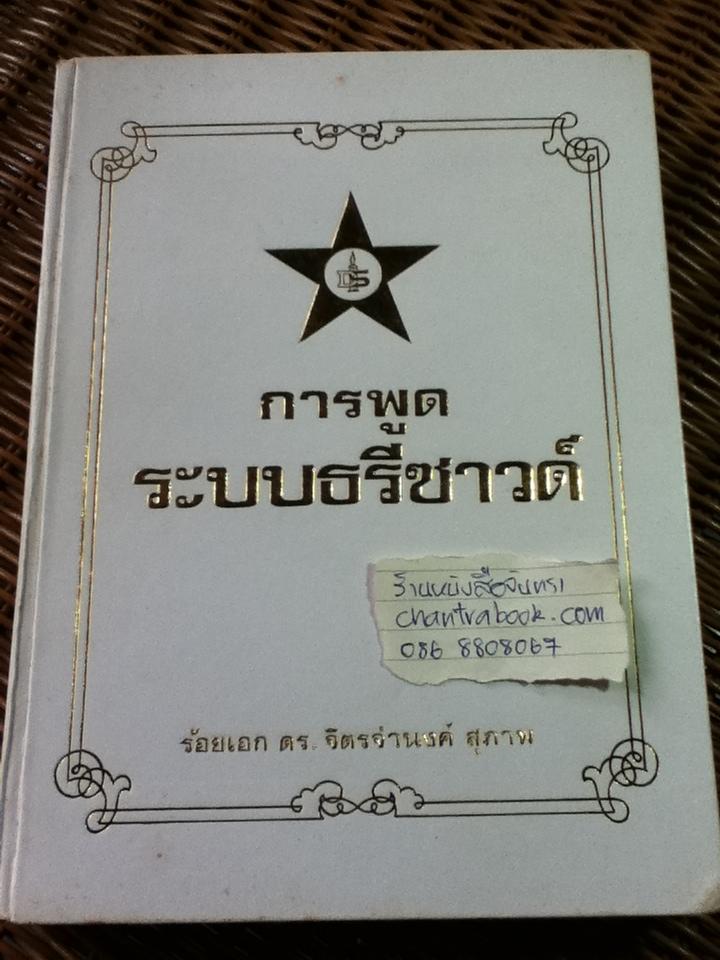 การพูด
ระบบธรีซาวด์
ร้านหนังสือจันทรา
chantrabook.com
086 8808067
ร้อยเอก ดร. จิตรจำนงค์ สุภาพ